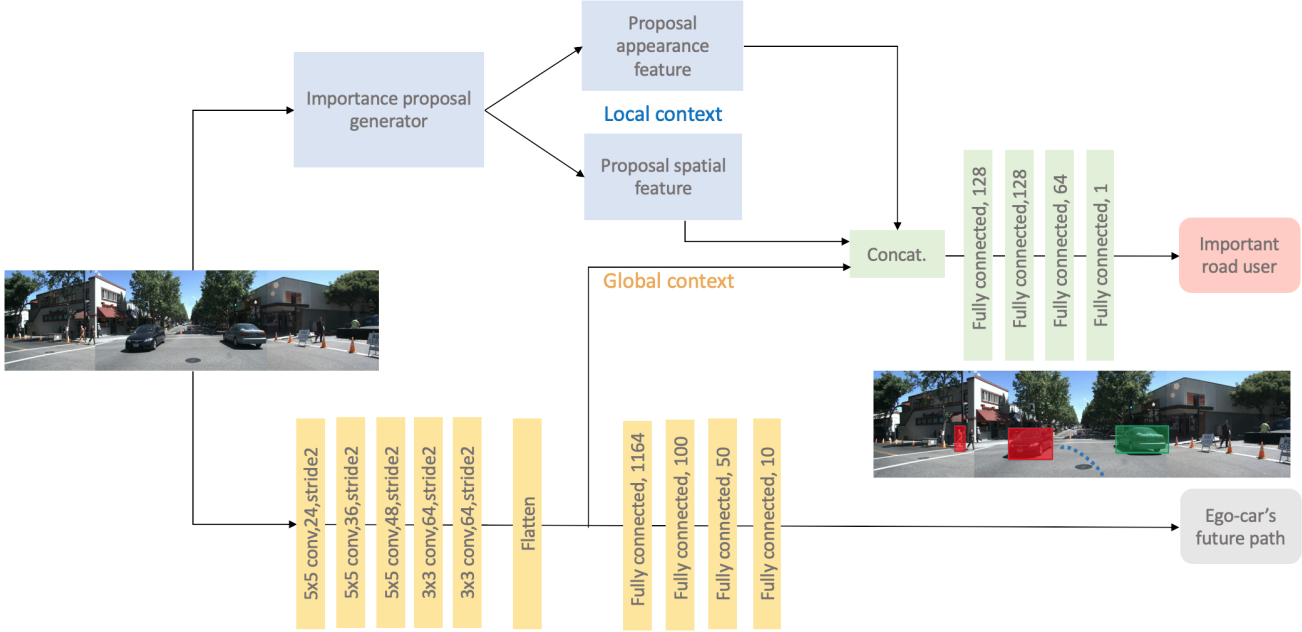 Proposal
appearance
feature
Importance proposal
generator
Local context
Proposal spatial
feature
Concat.
Global context
Fully connected, 128
Fully connected,128
Fully connected, 64
Fully connected, 1
Important
road user
5x5 conv,24,stride2
5x5 conv,36,stride2
5x5 conv,48,stride2
3x3 conv,64,stride2
3x3 conv,64,stride2
Flatten
Fully connected, 1164
Fully connected, 100
Fully connected, 50
Fully connected, 10
Ego-car's
future path